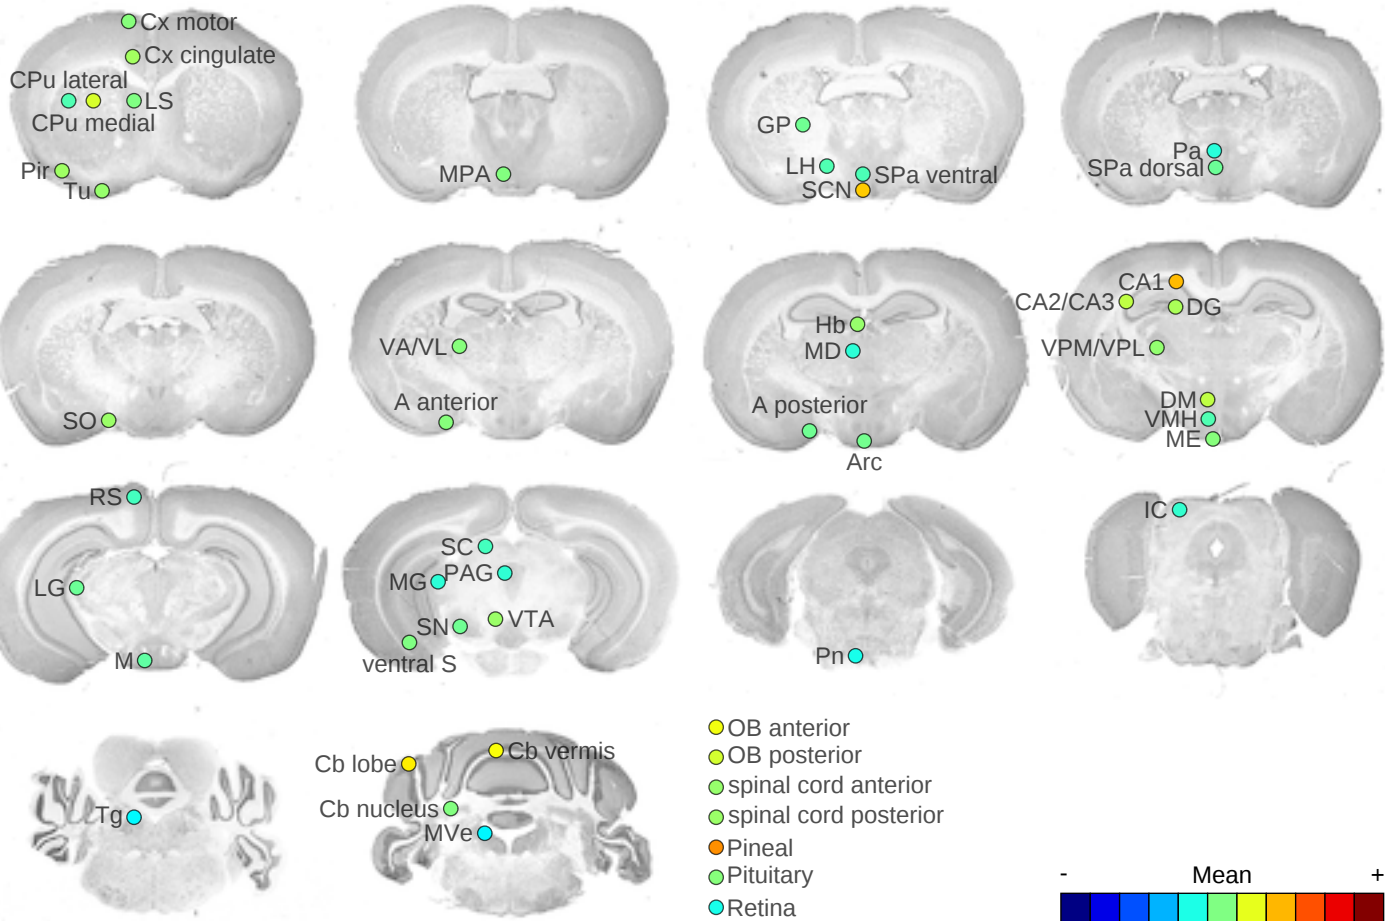 Cx motor
Cx cingulate
CPu lateral
LS
CPu medial
Pir
Tu
MPA
GP
LH
SPa ventral
SCN
Pa
SPa dorsal
SO
VA/VL
A anterior
Hb
MD
A posterior
Arc
CA1
CA2/CA3
DG
VPM/VPL
DM
VMH
ME
RS
LG
M
SC
MG
PAG
SN
VTA
ventral S
Pn
IC
Tg
Cb lobe
Cb vermis
Cb nucleus
MVe
OB anterior
OB posterior
spinal cord anterior
spinal cord posterior
Pineal
Pituitary
Retina
- Mean +